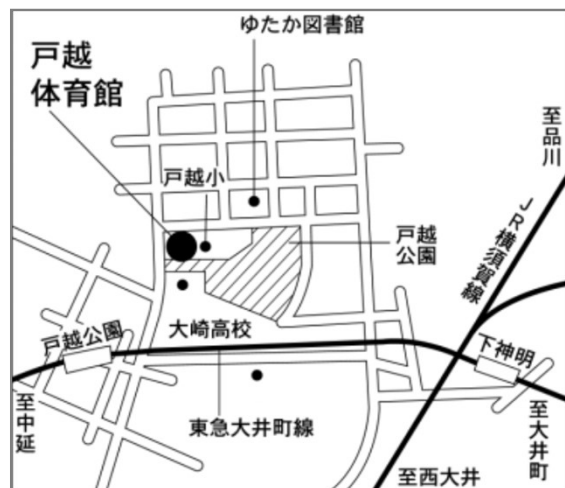 ゆたか図書館
戸越
体育館
至品川
戸越小
JR横須賀線
戸越
公園
大崎高校
戸越公園
下神明
至中延
東急大井町線
至大井町
至西大井